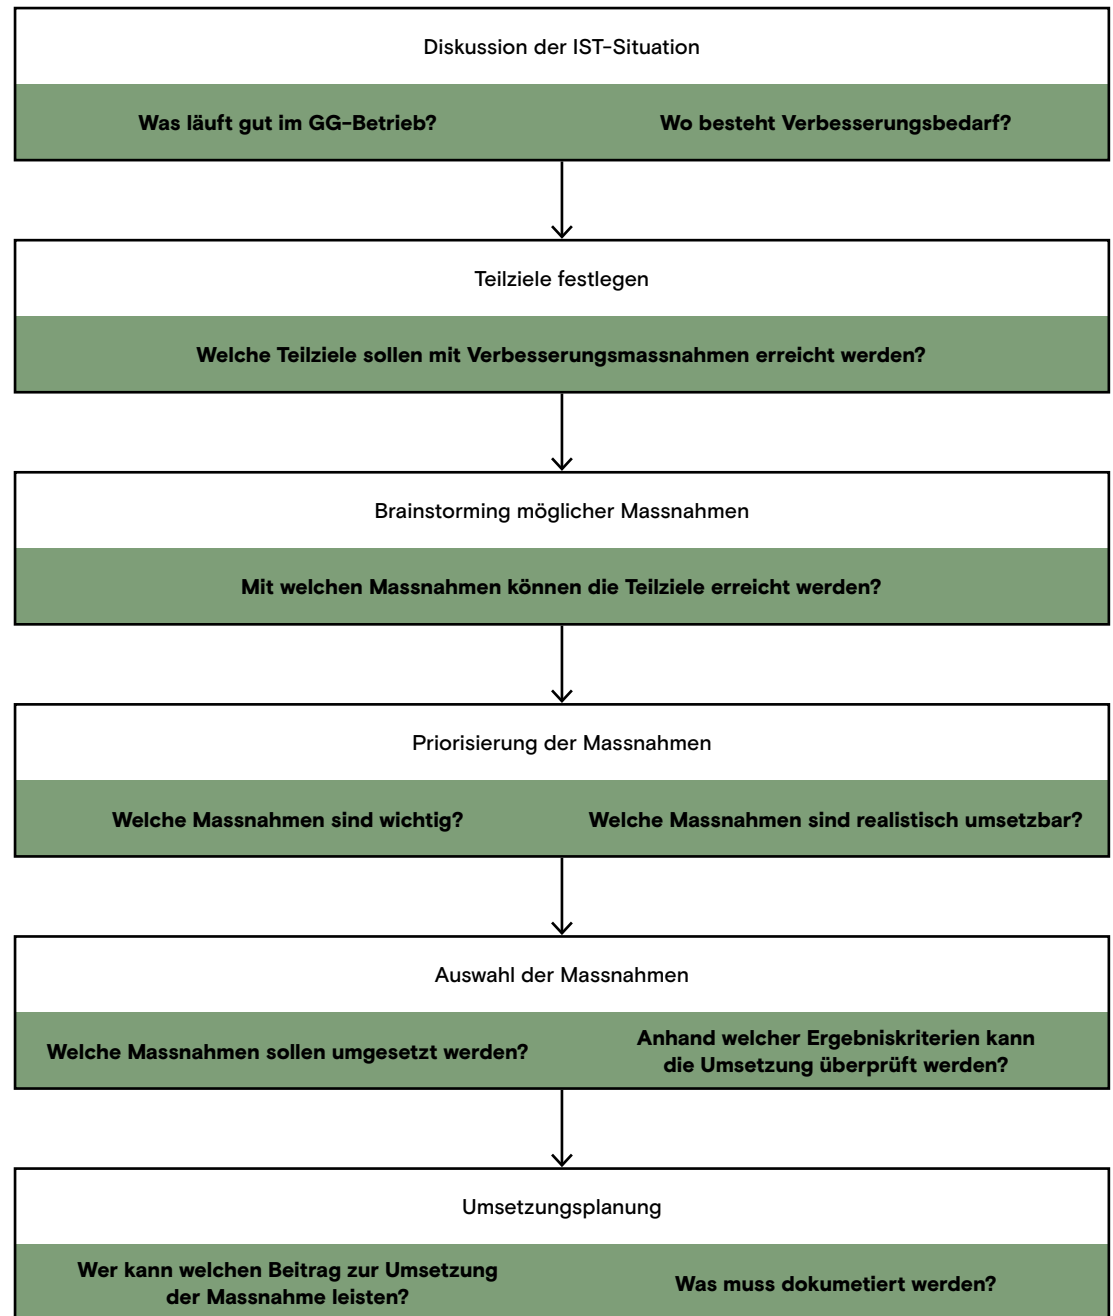 Diskussion der IST-Situation
Was läuft gut im GG-Betrieb?
Wo besteht Verbesserungsbedarf?
Teilziele festlegen
Welche Teilziele sollen mit Verbesserungsmassnahmen erreicht werden?
Brainstorming möglicher Massnahmen
Mit welchen Massnahmen können die Teilziele erreicht werden?
Priorisierung der Massnahmen
Welche Massnahmen sind wichtig?
Welche Massnahmen sind realistisch umsetzbar?
Auswahl der Massnahmen
Welche Massnahmen sollen umgesetzt werden?
Anhand welcher Ergebniskriterien kann
die Umsetzung überprüft werden?
Umsetzungsplanung
Wer kann welchen Beitrag zur Umsetzung
der Massnahme leisten?
Was muss dokumetiert werden?